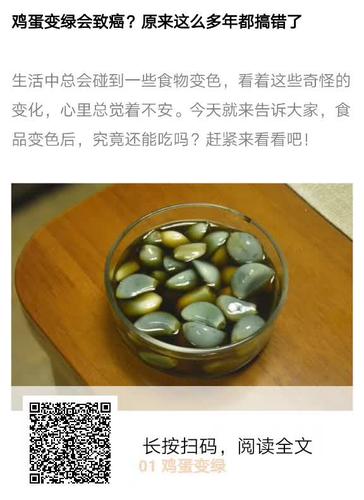 鸡蛋变绿会致癌？原来这么多年都搞错了
生活中总会碰到一些食物变色，看着这些奇怪的
变化，心里总觉着不安。今天就来告诉大家，食
品变色后，究竟还能吃吗？赶紧来看看吧！
长按扫码，阅读全文
01 鸡蛋变绿